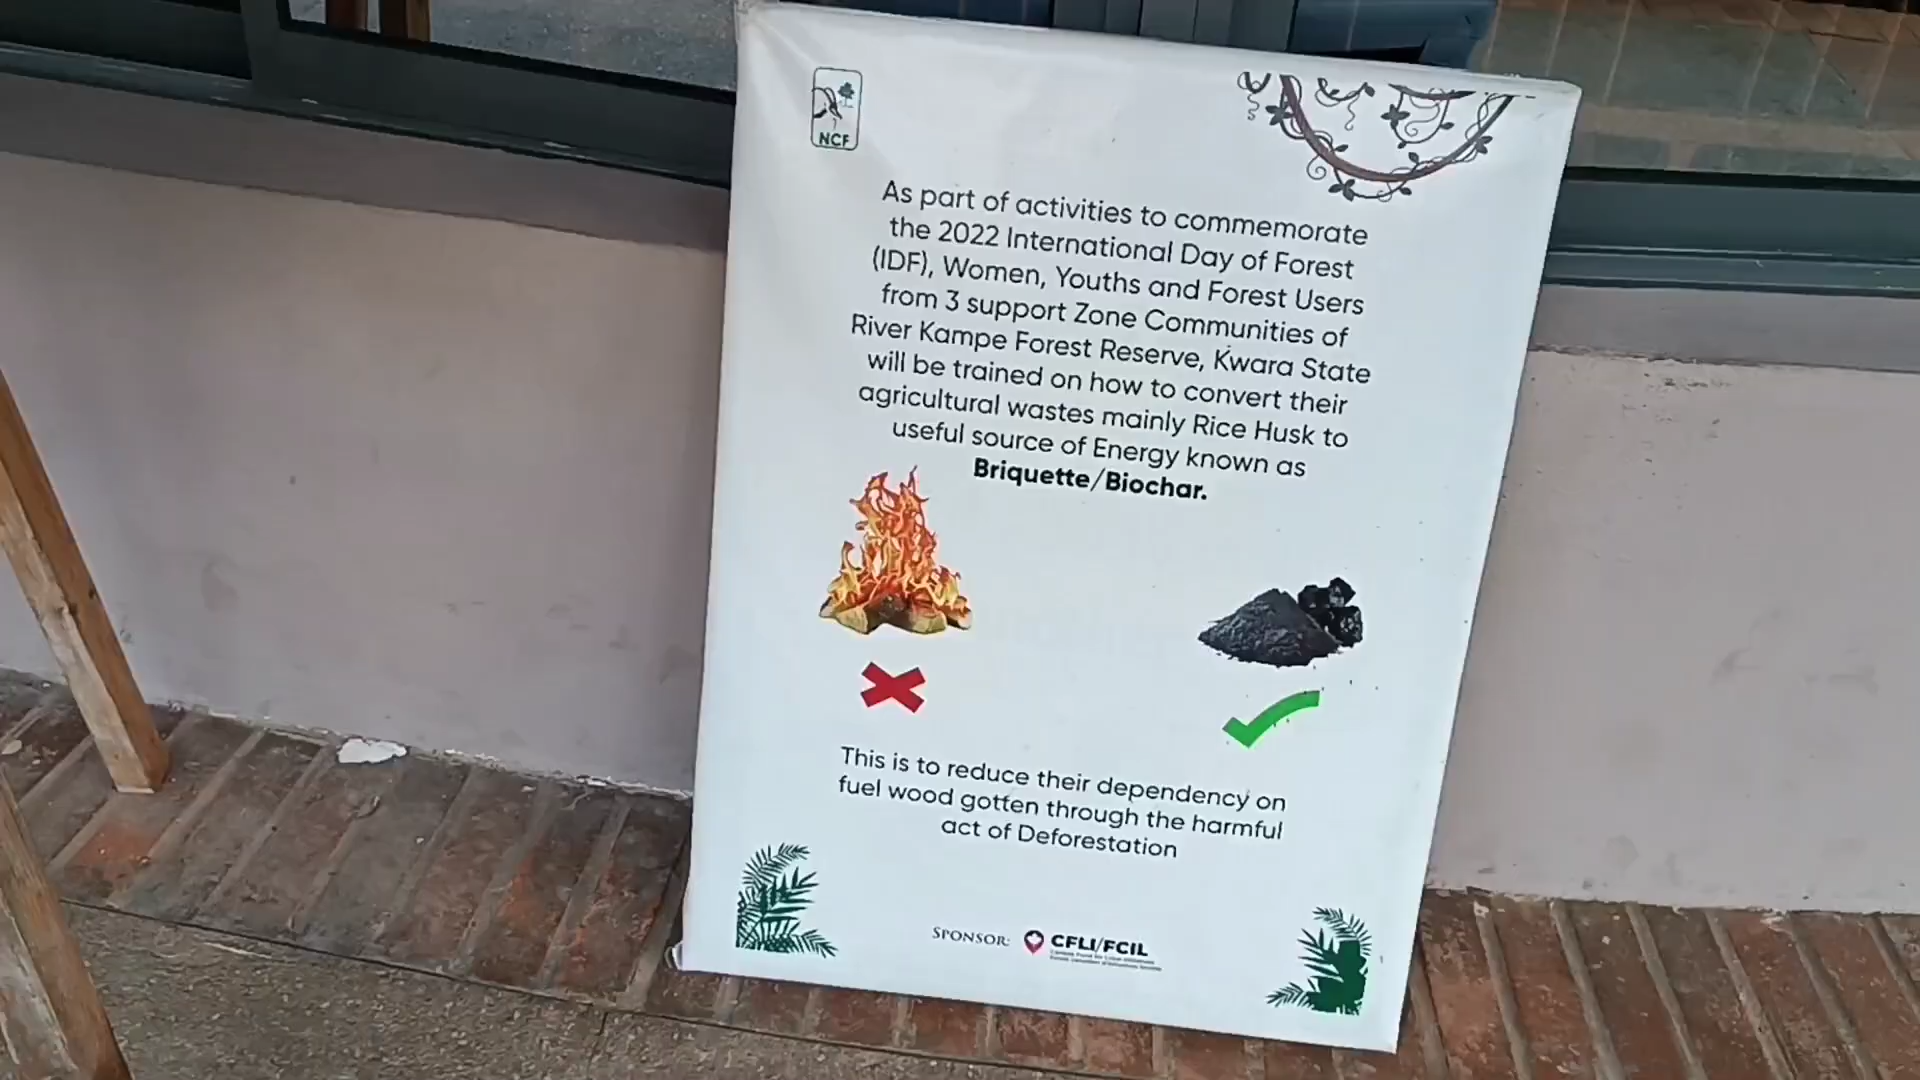 NCF
As part of activities to commemorate
the 2022 International Day of Forest
(IDF), Women, Youths and Forest Users
from 3 support Zone Communities of
River Kampe Forest Reserve, Kwara State
will be trained on how to convert their
agricultural wastes mainly Rice Husk to
useful source of Energy known as
Briquette/Biochar.
This is to reduce their dependency on
fuel wood gotten through the harmful
act of Deforestation
SPONSOR: CFLI/FCIL